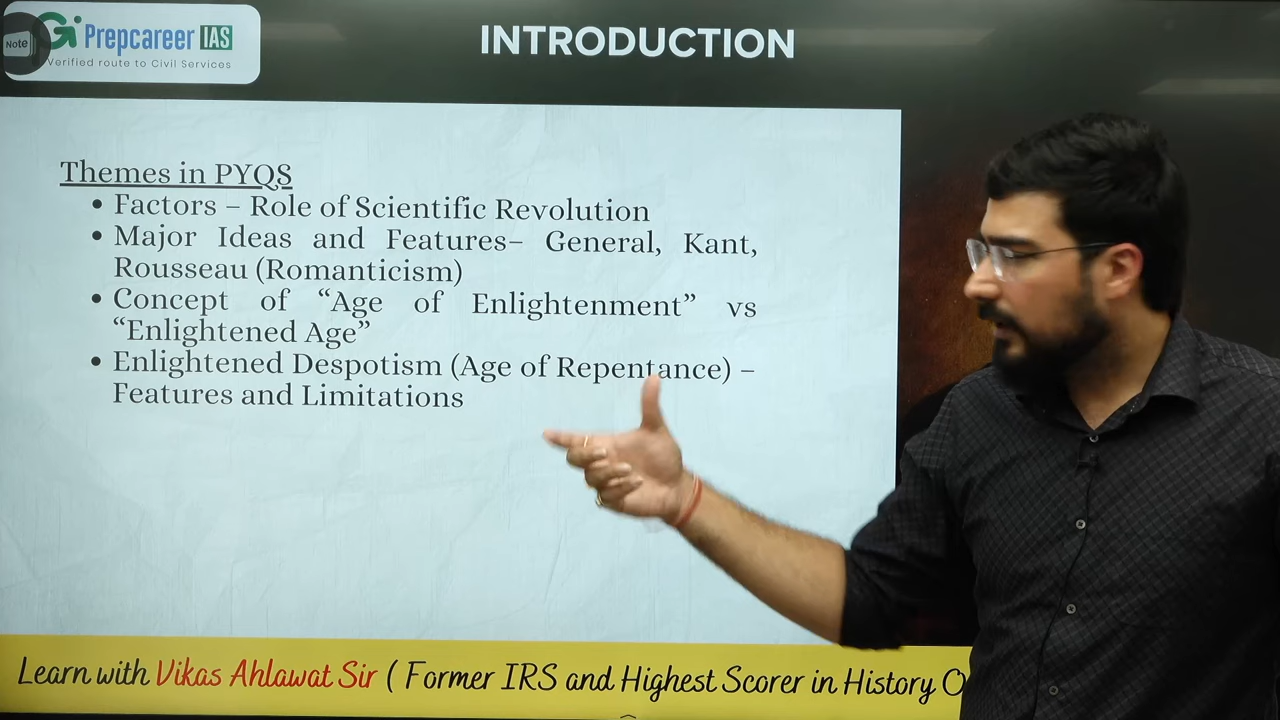 Note
Gi Prepcareer IAS
Verified route to Civil Services
INTRODUCTION
Themes in PYQS
• Factors – Role of Scientific Revolution
• Major Ideas and Features– General, Kant,
Rousseau (Romanticism)
• Concept of “Age of Enlightenment” vs
“Enlightened Age”
• Enlightened Despotism (Age of Repentance) –
Features and Limitations
Learn with Vikas Ahlawat Sir ( Former IRS and Highest Scorer in History O